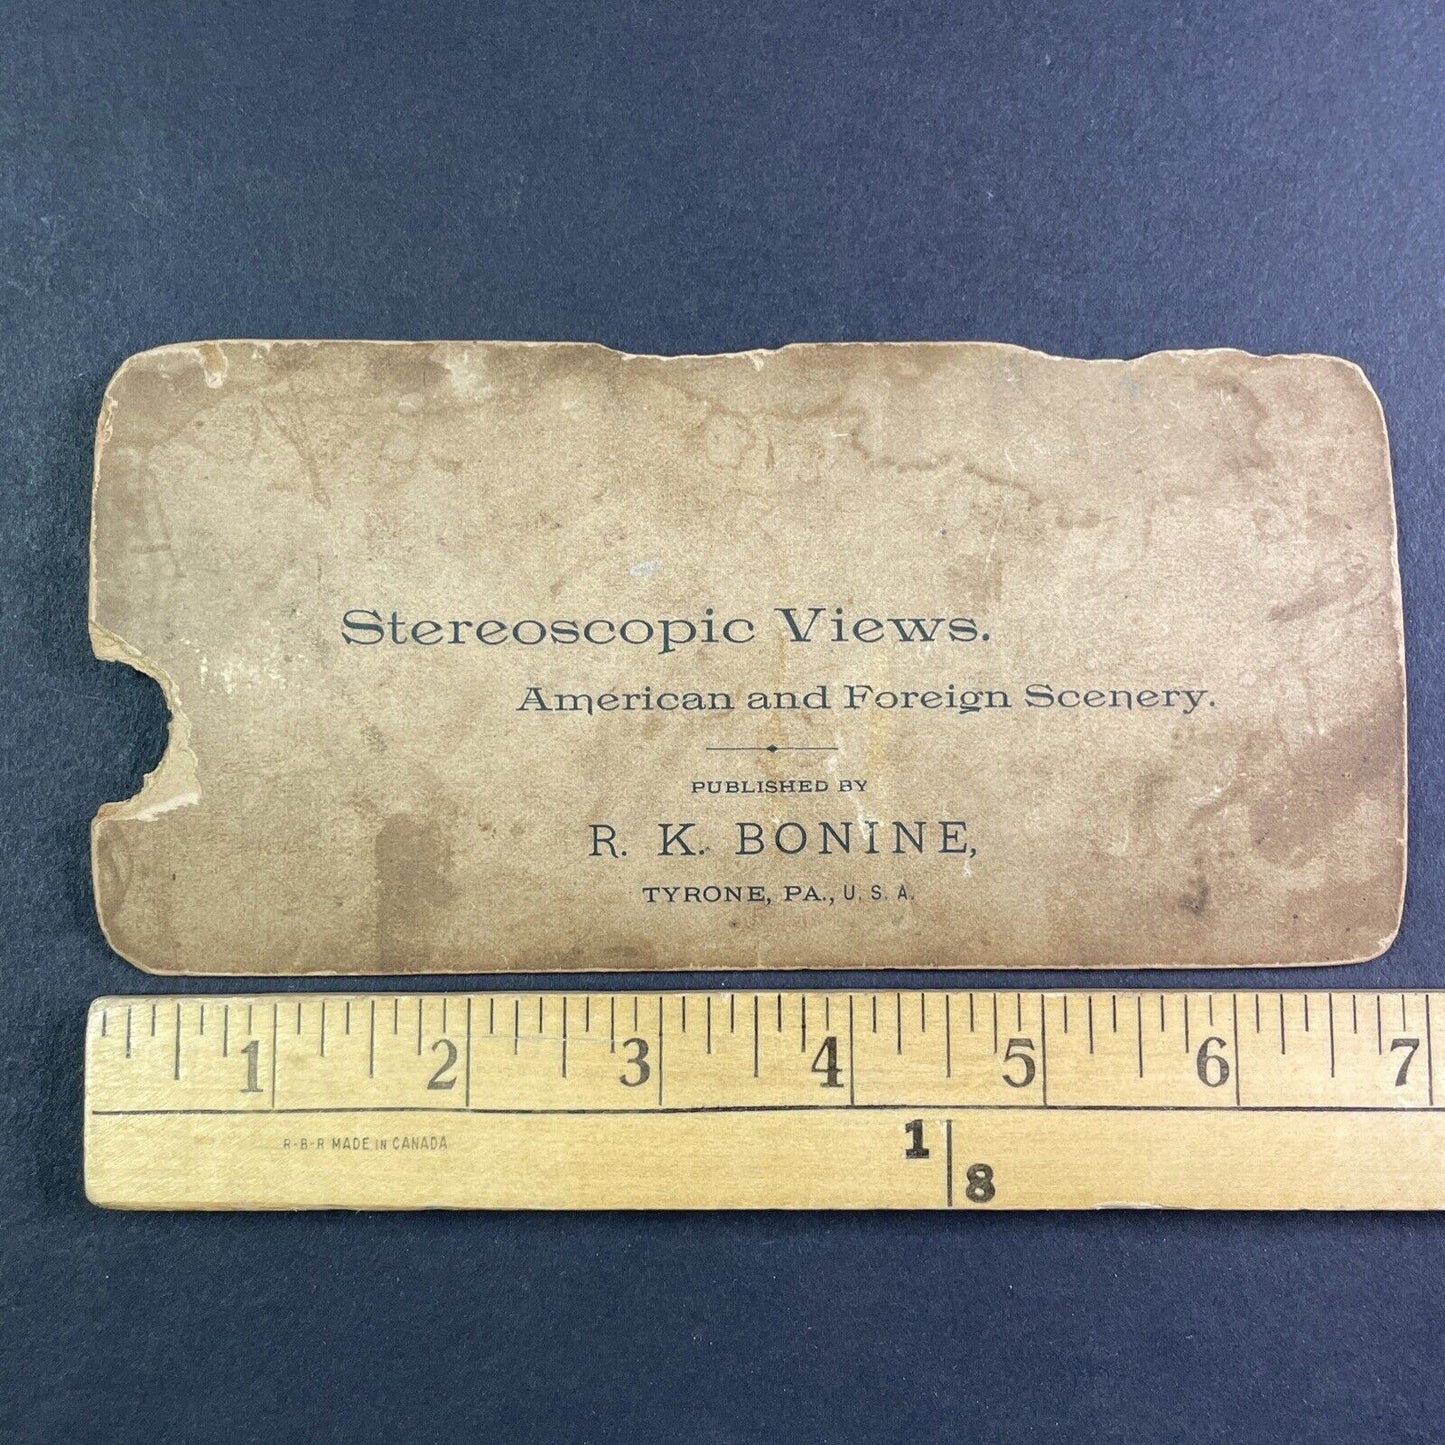 Stereoscopic Views.
American and Foreign Scenery.
PUBLISHED BY
R. K. BONINE,
TYRONE, PA., U. S. A.
1 2 3 4 5 6 7
R-B-R MADE IN CANADA
1
8